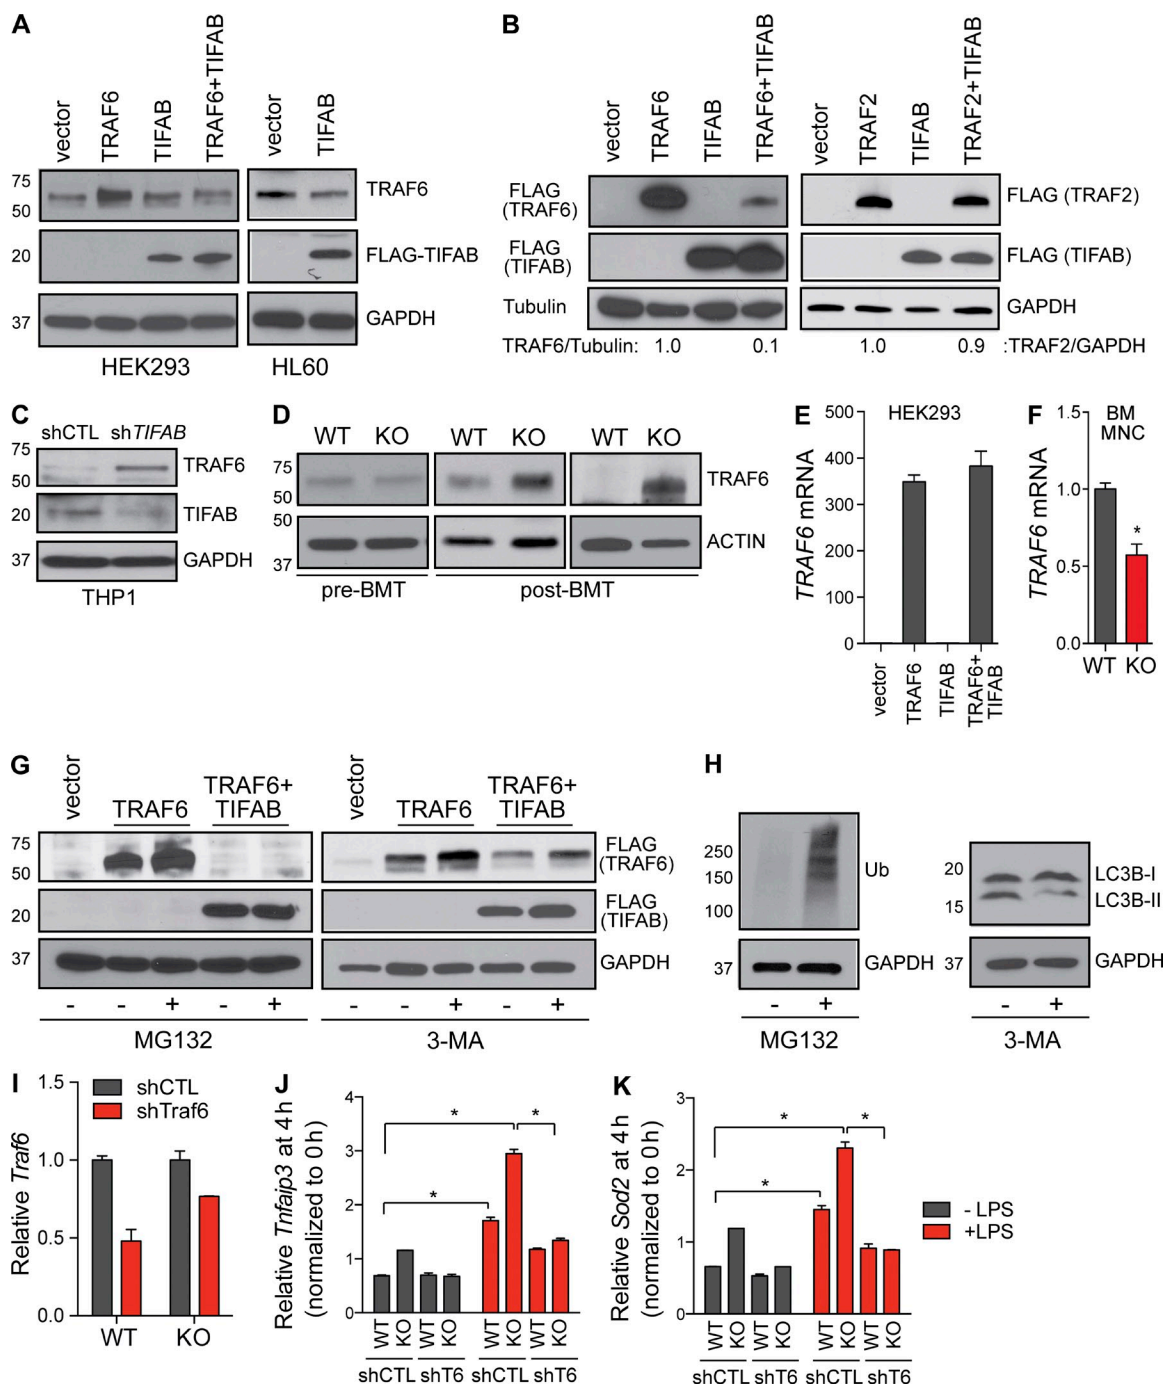 A
vector
TRAF6
TIFAB
TRAF6+TIFAB
vector
TIFAB
75
50
TRAF6
20
FLAG-TIFAB
37
GAPDH
HEK293
HL60
B
vector
TRAF6
TIFAB
TRAF6+TIFAB
vector
TRAF2
TIFAB
TRAF2+TIFAB
FLAG
(TRAF6)
FLAG (TRAF2)
FLAG
(TIFAB)
FLAG (TIFAB)
Tubulin
GAPDH
TRAF6/Tubulin: 1.0 0.1 1.0 0.9 :TRAF2/GAPDH
C
shCTL shTIFAB
75
50
TRAF6
20
TIFAB
37
GAPDH
THP1
D
WT KO WT KO WT KO
75
50
TRAF6
50
37
ACTIN
pre-BMT
post-BMT
E
HEK293
TRAF6 mRNA
500
400
300
200
100
0
vector
TRAF6
TIFAB
TRAF6+
TIFAB
F
BM
MNC
TRAF6 mRNA
1.5
1.0
0.5
0.0
*
WT KO
G
vector
TRAF6
TRAF6+
TIFAB
vector
TRAF6
TRAF6+
TIFAB
75
50
FLAG
(TRAF6)
20
FLAG
(TIFAB)
37
GAPDH
- - + - +
- - + - +
MG132
3-MA
H
250
150
100
Ub
37
GAPDH
- +
MG132
20
15
LC3B-I
LC3B-II
37
GAPDH
- +
3-MA
I
Relative Traf6
1.5
1.0
0.5
0.0
shCTL
shTraf6
WT KO
J
Relative Tnfaip3 at 4h
(normalized to 0h)
4
3
2
1
0
*
*
*
WT
KO
WT
KO
WT
KO
WT
KO
shCTL shT6 shCTL shT6
K
Relative Sod2 at 4h
(normalized to 0h)
3
2
1
0
*
*
*
WT
KO
WT
KO
WT
KO
WT
KO
shCTL shT6 shCTL shT6
- LPS
+LPS